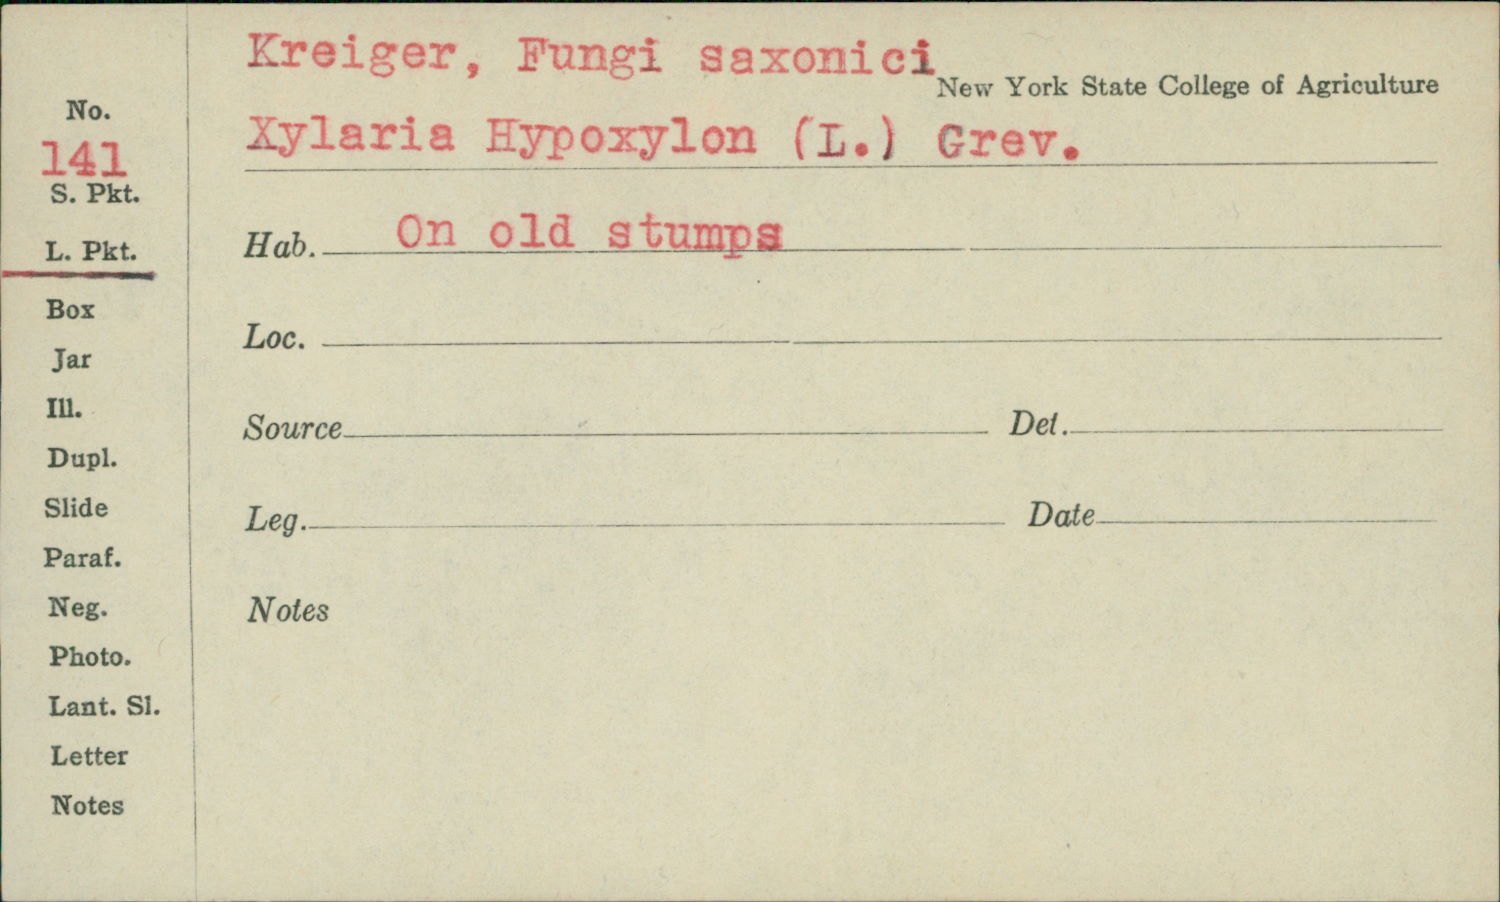 Kreiger, Fungi saxonici
New York State College of Agriculture
No.
141
Xylaria Hypoxylon (L.) Grev.
S. Pkt.
L. Pkt.
Hab. On old stumps
Box
Loc.
Jar
Ill.
Source Det.
Dupl.
Slide
Leg. Date
Paraf.
Neg.
Notes
Photo.
Lant. Sl.
Letter
Notes